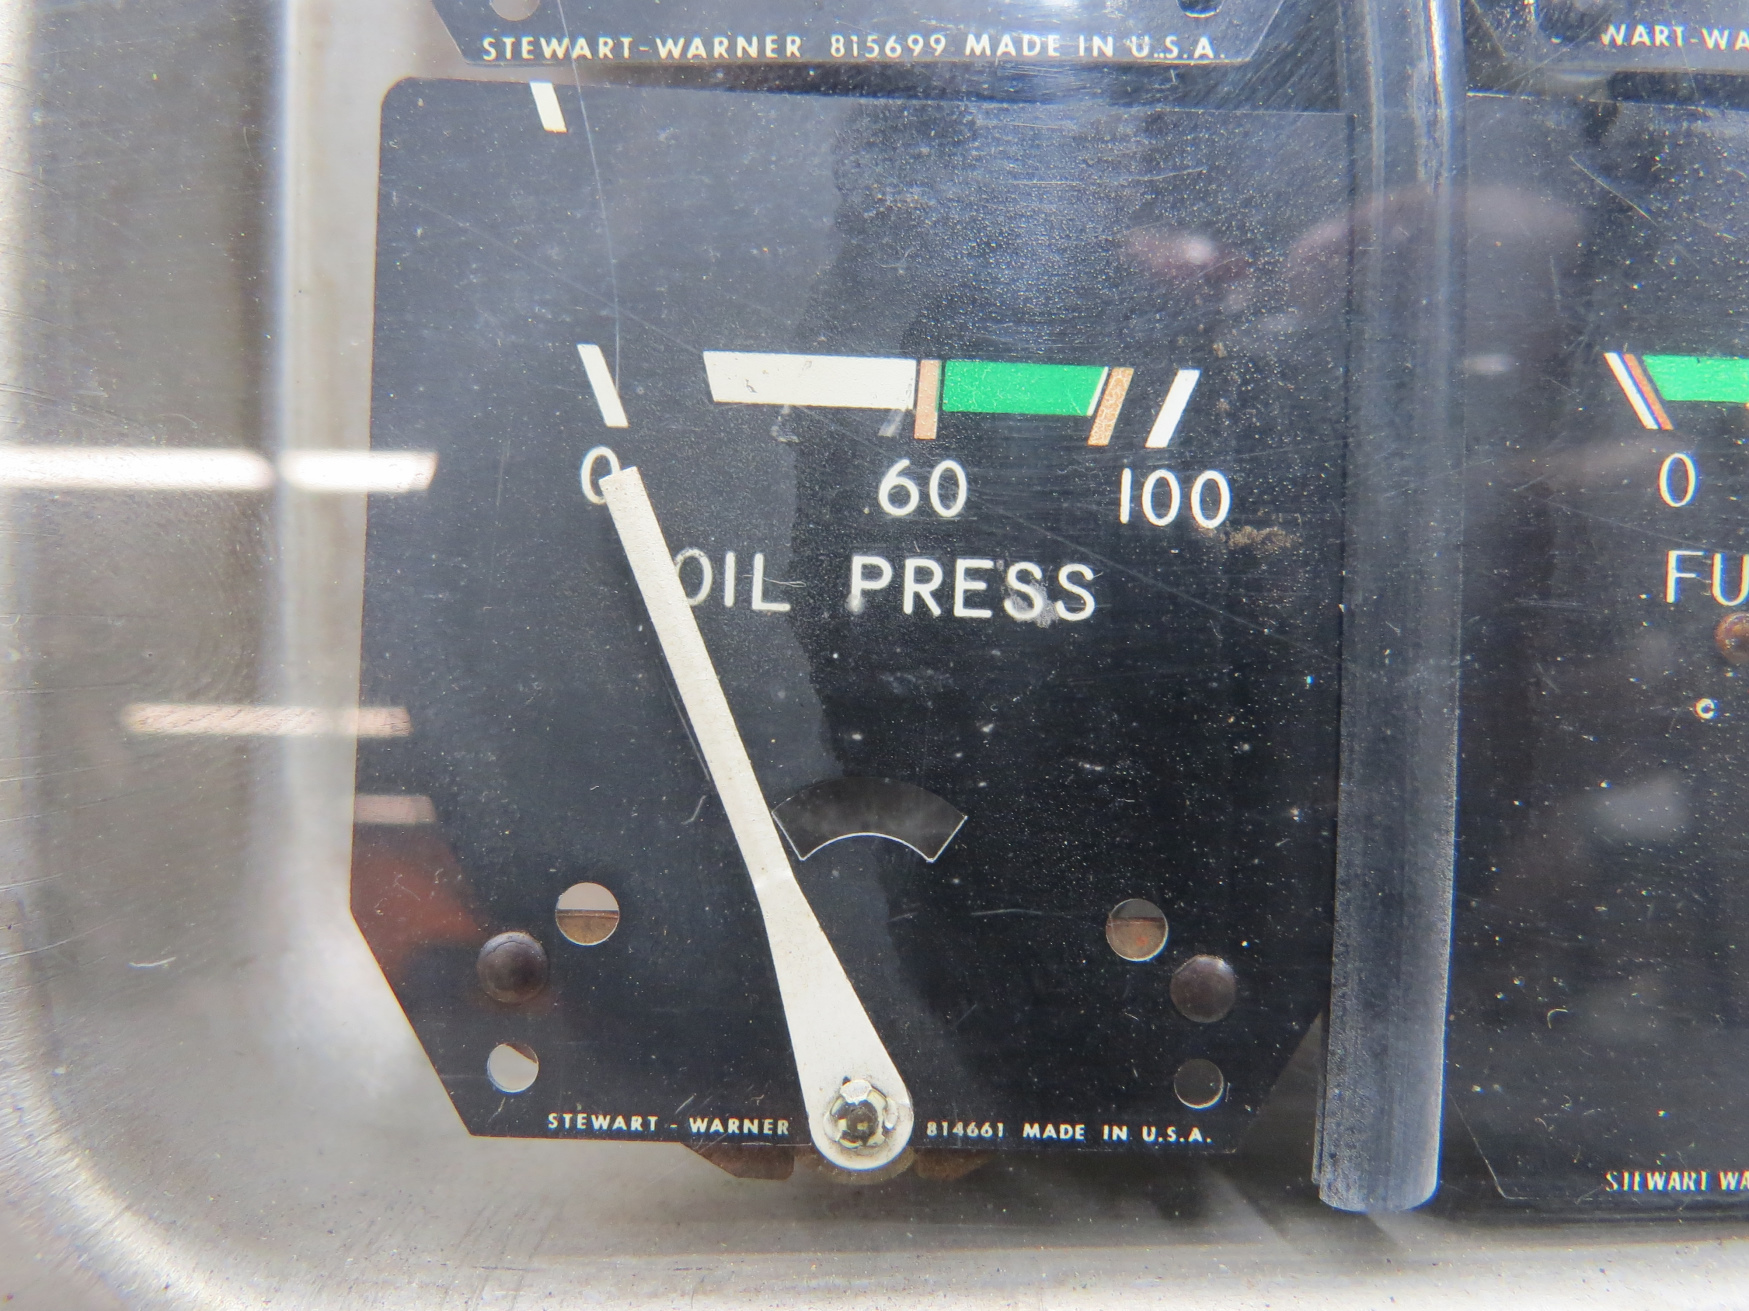 STEWART-WARNER 815699 MADE IN U.S.A.
WART-WA
0 60 100
OIL PRESS
0
FU
C
STEWART - WARNER 814661 MADE IN U.S.A.
STEWART WA